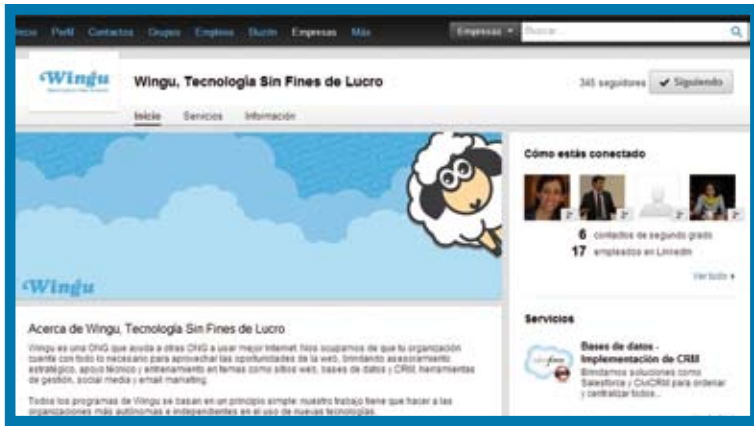 Inicio Perfil Contactos Grupos Empleos Buzón Empresas Más Empresas Buscar...
Wingu
Wingu, Tecnología Sin Fines de Lucro
345 seguidores ✔ Siguiendo
Inicio Servicios Información
Wingu
Acerca de Wingu, Tecnología Sin Fines de Lucro
Wingu es una ONG que ayuda a otras ONG a usar mejor Internet. Nos ocupamos de que tu organización
cuente con todo lo necesario para aprovechar las oportunidades de la web, brindando asesoramiento
estratégico, apoyo técnico y entrenamiento en temas como sitios web, bases de datos y CRM, herramientas
de gestión, social media y email marketing.
Todos los programas de Wingu se basan en un principio simple: nuestro trabajo tiene que hacer a las
organizaciones más autónomas e independientes en el uso de nuevas tecnologías.
Cómo estás conectado
2º 2º 2º 2º
6 contactos de segundo grado
17 empleados en LinkedIn
Ver todo
Servicios
Bases de datos -
Implementación de CRM
Brindamos soluciones como
Salesforce y CiviCRM para ordenar
y centralizar todos...